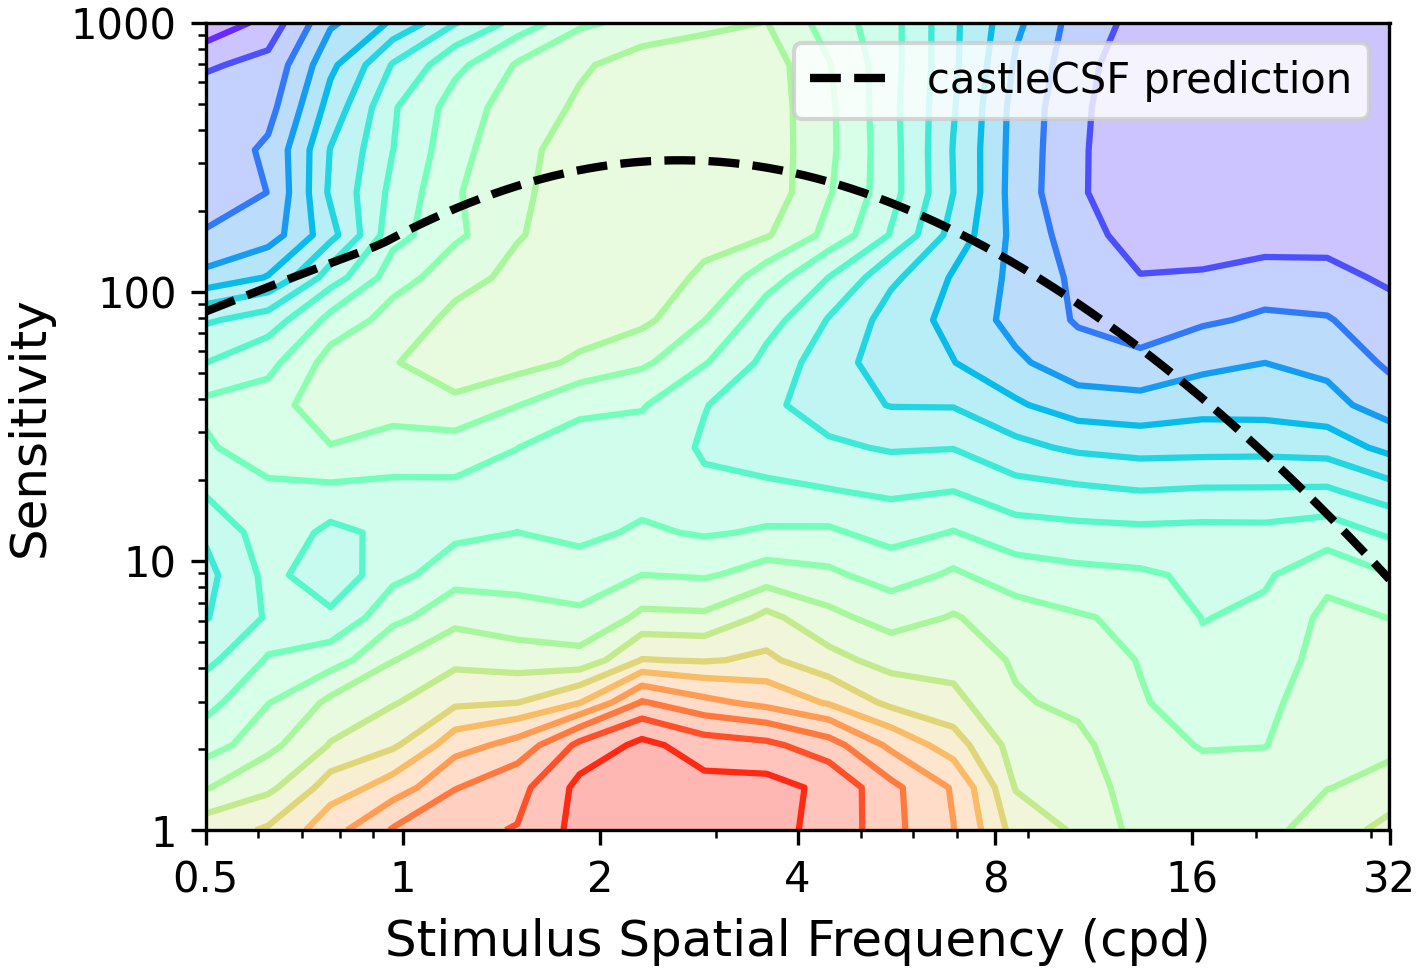 1000
castleCSF prediction
100
Sensitivity
10
1
0.5 1 2 4 8 16 32
Stimulus Spatial Frequency (cpd)